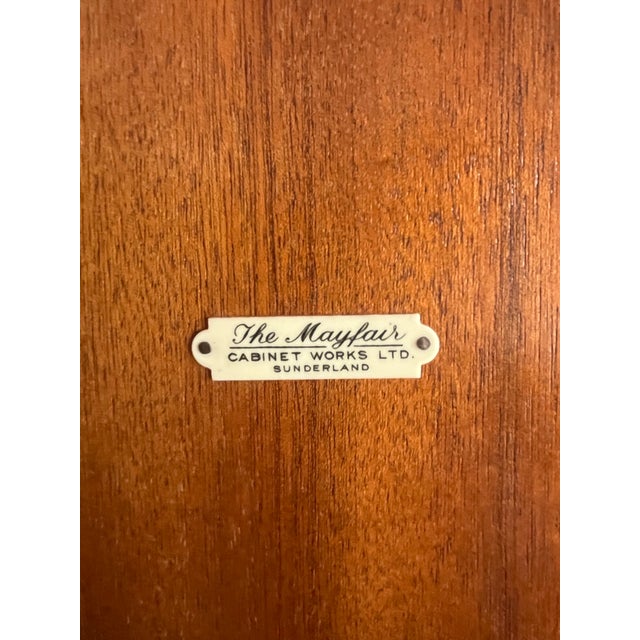 The Mayfair
CABINET WORKS LTD.
SUNDERLAND